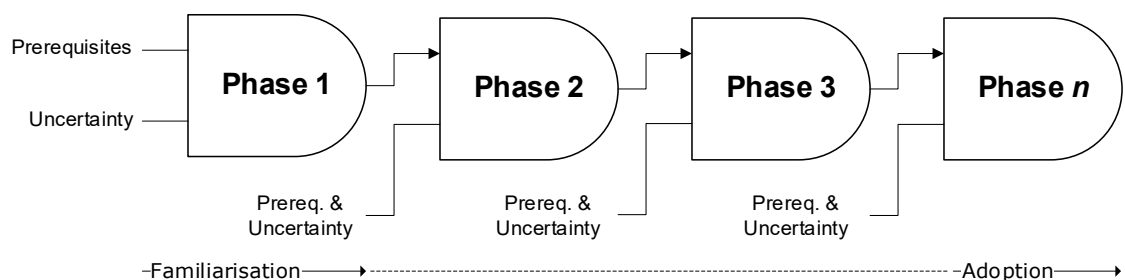 Prerequisites
Uncertainty
Phase 1
Phase 2
Phase 3
Phase n
Prereq. &
Uncertainty
Prereq. &
Uncertainty
Prereq. &
Uncertainty
Familiarisation
Adoption